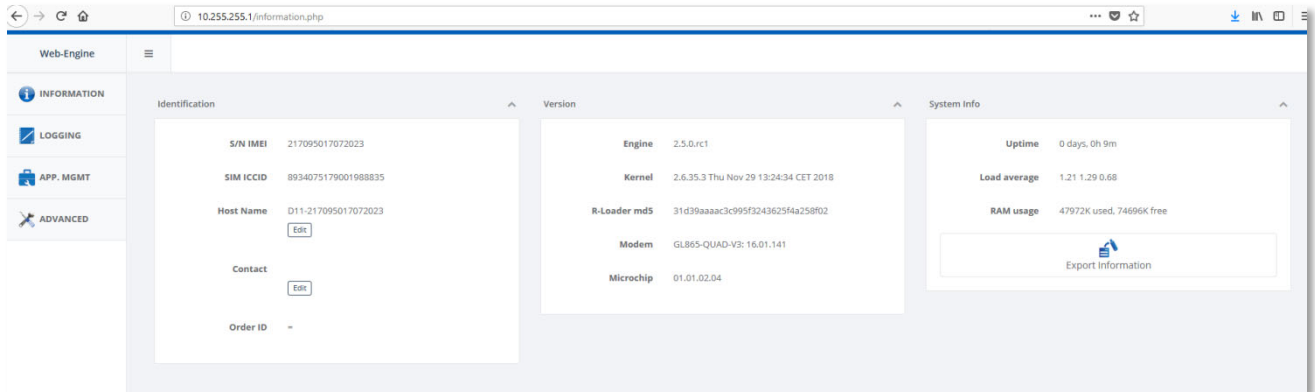 10.255.255.1/information.php
Web-Engine
INFORMATION
LOGGING
APP. MGMT
ADVANCED
Identification
S/N IMEI 217095017072023
SIM ICCID 8934075179001988835
Host Name D11-217095017072023
Edit
Contact
Edit
Order ID -
Version
Engine 2.5.0.rc1
Kernel 2.6.35.3 Thu Nov 29 13:24:34 CET 2018
R-Loader md5 31d39aaaac3c995f3243625f4a258f02
Modem GL865-QUAD-V3: 16.01.141
Microchip 01.01.02.04
System Info
Uptime 0 days, 0h 9m
Load average 1.21 1.29 0.68
RAM usage 47972K used, 74696K free
Export Information